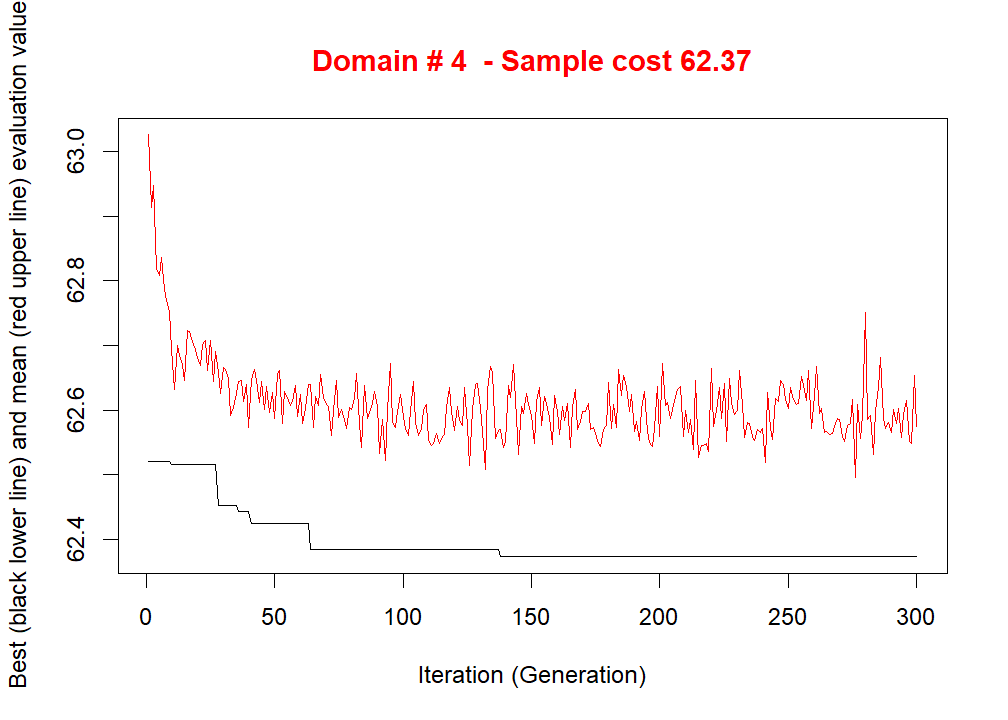 Domain # 4  - Sample cost 62.37
Best (black lower line) and mean (red upper line) evaluation value
63.0
62.8
62.6
62.4
0 50 100 150 200 250 300
Iteration (Generation)